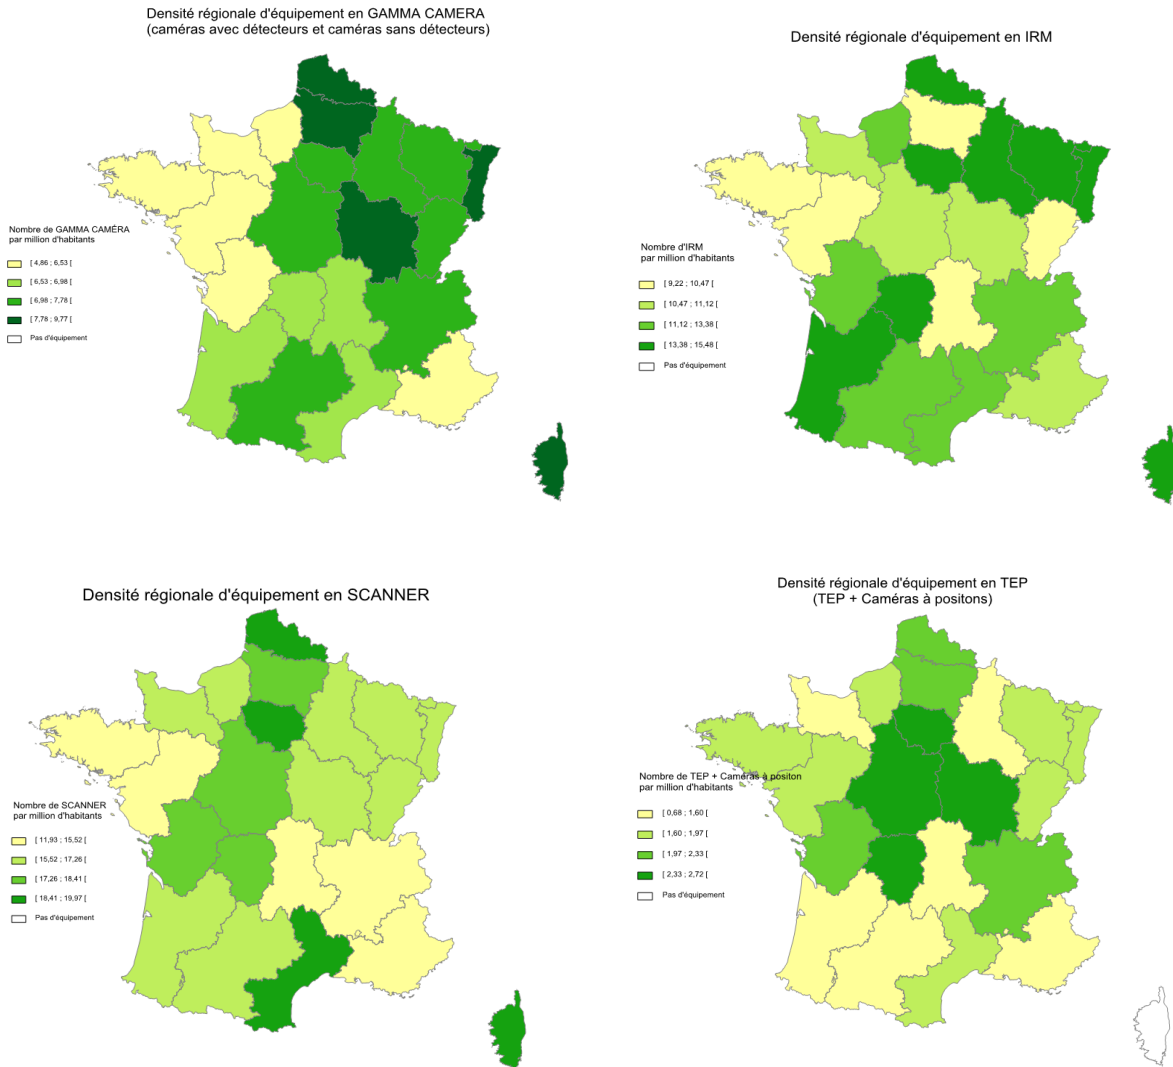 Densité régionale d'équipement en GAMMA CAMERA
(caméras avec détecteurs et caméras sans détecteurs)
Nombre de GAMMA CAMÉRA
par million d'habitants
[ 4,86 ; 6,53 [
[ 6,53 ; 6,98 [
[ 6,98 ; 7,78 [
[ 7,78 ; 9,77 [
Pas d'équipement
Densité régionale d'équipement en IRM
Nombre d'IRM
par million d'habitants
[ 9,22 ; 10,47 [
[ 10,47 ; 11,12 [
[ 11,12 ; 13,38 [
[ 13,38 ; 15,48 [
Pas d'équipement
Densité régionale d'équipement en SCANNER
Nombre de SCANNER
par million d'habitants
[ 11,93 ; 15,52 [
[ 15,52 ; 17,26 [
[ 17,26 ; 18,41 [
[ 18,41 ; 19,97 [
Pas d'équipement
Densité régionale d'équipement en TEP
(TEP + Caméras à positons)
Nombre de TEP + Caméras à positon
par million d'habitants
[ 0,68 ; 1,60 [
[ 1,60 ; 1,97 [
[ 1,97 ; 2,33 [
[ 2,33 ; 2,72 [
Pas d'équipement